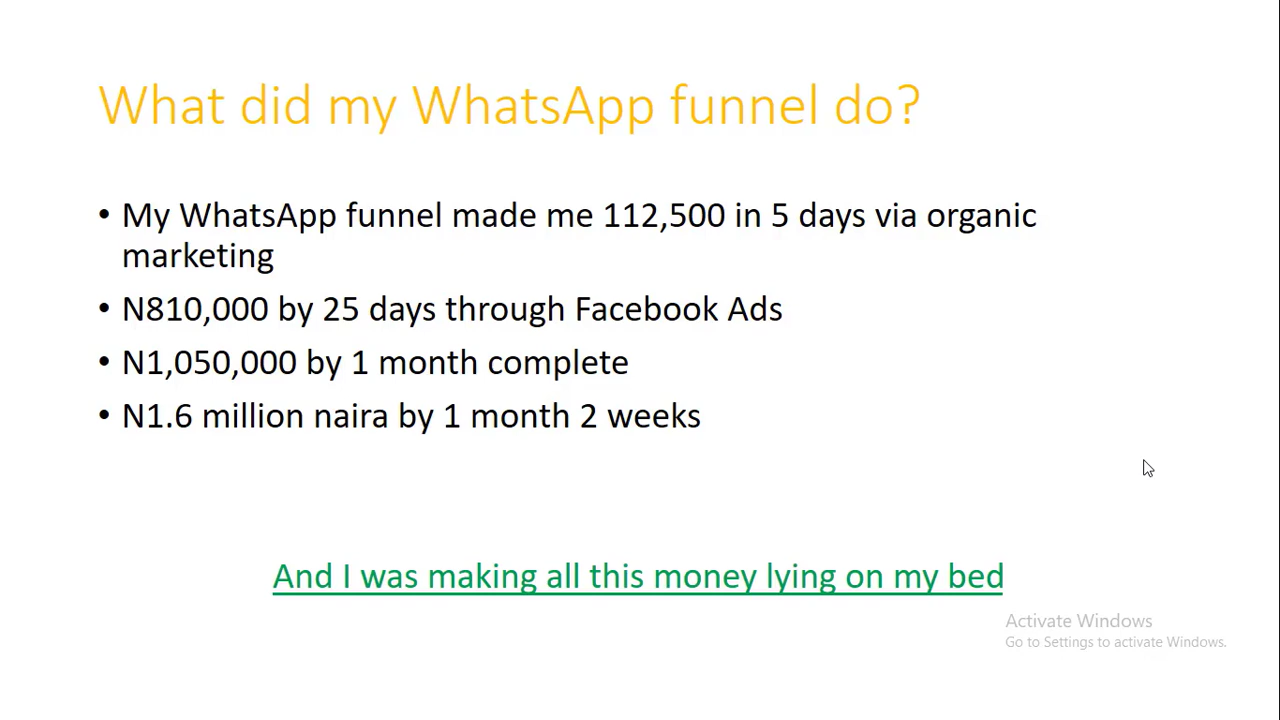 What did my WhatsApp funnel do?
• My WhatsApp funnel made me 112,500 in 5 days via organic
marketing
• N810,000 by 25 days through Facebook Ads
• N1,050,000 by 1 month complete
• N1.6 million naira by 1 month 2 weeks
And I was making all this money lying on my bed
Activate Windows
Go to Settings to activate Windows.